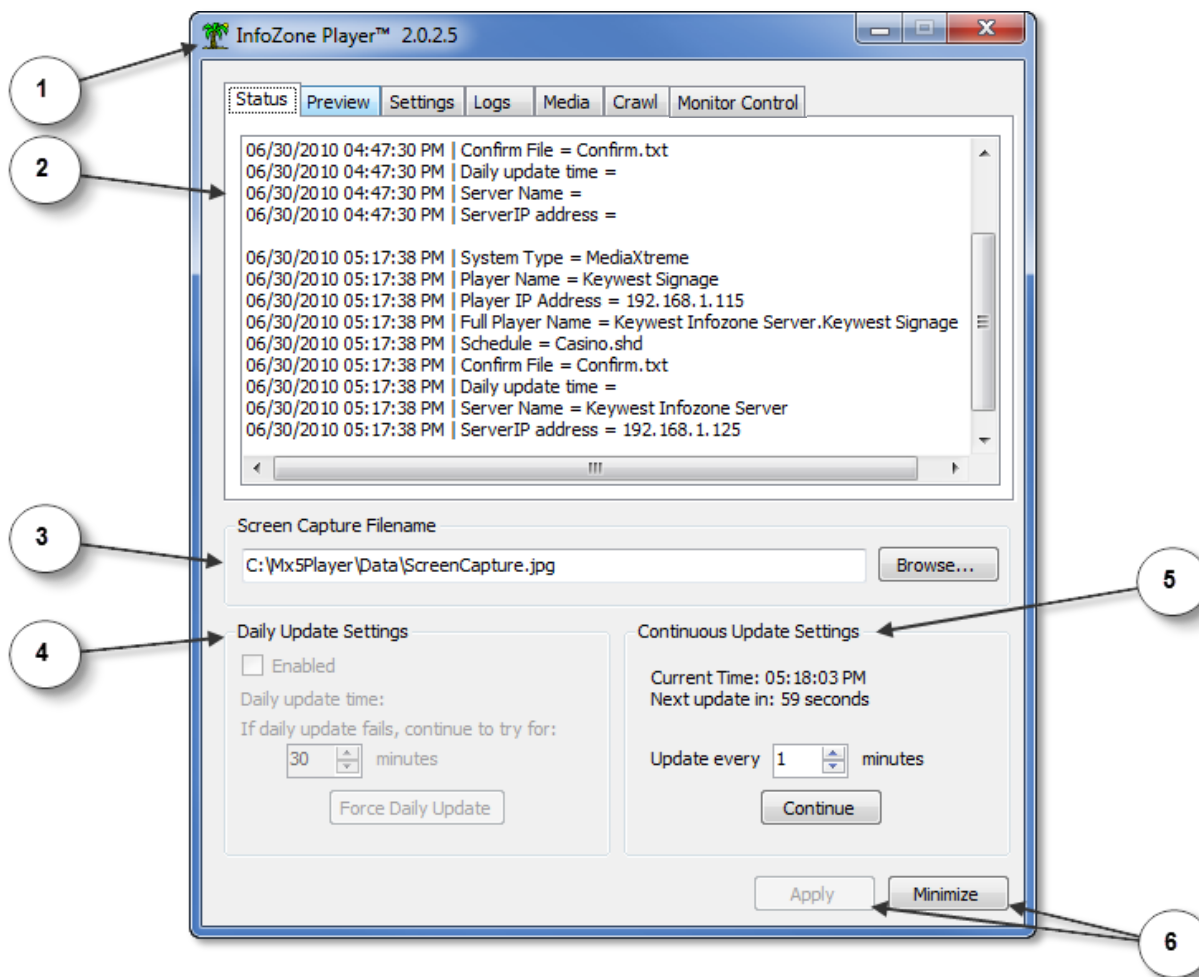 InfoZone Player™ 2.0.2.5
1
Status Preview Settings Logs Media Crawl Monitor Control
2
06/30/2010 04:47:30 PM | Confirm File = Confirm.txt
06/30/2010 04:47:30 PM | Daily update time =
06/30/2010 04:47:30 PM | Server Name =
06/30/2010 04:47:30 PM | ServerIP address =
06/30/2010 05:17:38 PM | System Type = MediaXtreme
06/30/2010 05:17:38 PM | Player Name = Keywest Signage
06/30/2010 05:17:38 PM | Player IP Address = 192.168.1.115
06/30/2010 05:17:38 PM | Full Player Name = Keywest Infozone Server.Keywest Signage
06/30/2010 05:17:38 PM | Schedule = Casino.shd
06/30/2010 05:17:38 PM | Confirm File = Confirm.txt
06/30/2010 05:17:38 PM | Daily update time =
06/30/2010 05:17:38 PM | Server Name = Keywest Infozone Server
06/30/2010 05:17:38 PM | ServerIP address = 192.168.1.125
3
Screen Capture Filename
C:\Mx5Player\Data\ScreenCapture.jpg
Browse...
4
Daily Update Settings
Enabled
Daily update time:
If daily update fails, continue to try for:
30 minutes
Force Daily Update
5
Continuous Update Settings
Current Time: 05:18:03 PM
Next update in: 59 seconds
Update every 1 minutes
Continue
Apply Minimize
6